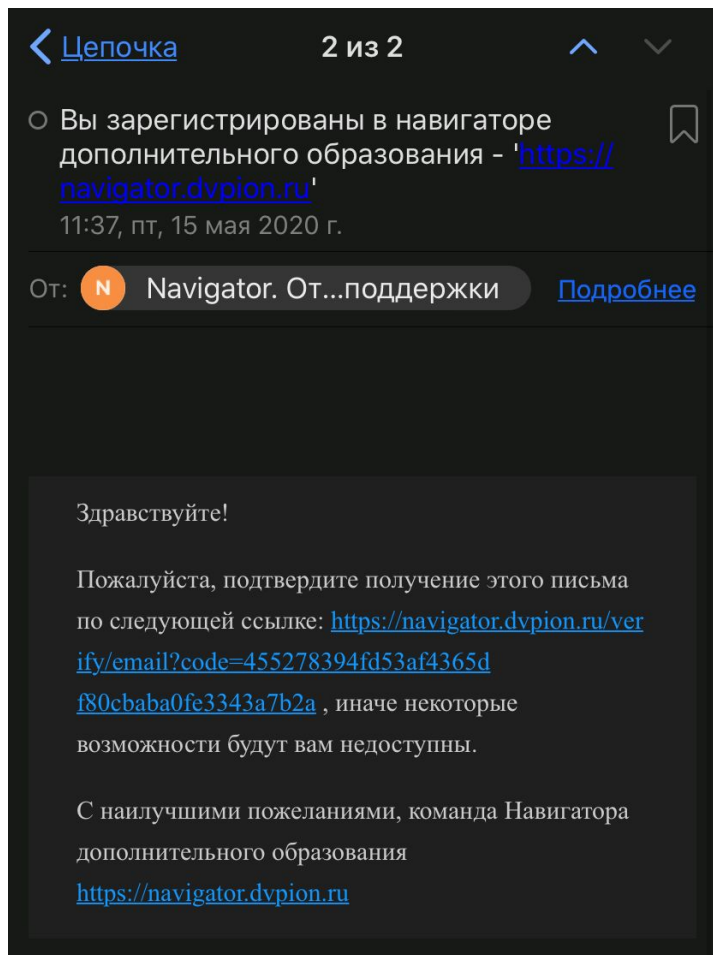 Цепочка
2 из 2
Вы зарегистрированы в навигаторе
дополнительного образования - 'https://
navigator.dvpion.ru'
11:37, пт, 15 мая 2020 г.
От: N Navigator. От...поддержки Подробнее
Здравствуйте!
Пожалуйста, подтвердите получение этого письма
по следующей ссылке: https://navigator.dvpion.ru/ver
ify/email?code=455278394fd53af4365d
f80cbaba0fe3343a7b2a , иначе некоторые
возможности будут вам недоступны.
С наилучшими пожеланиями, команда Навигатора
дополнительного образования
https://navigator.dvpion.ru